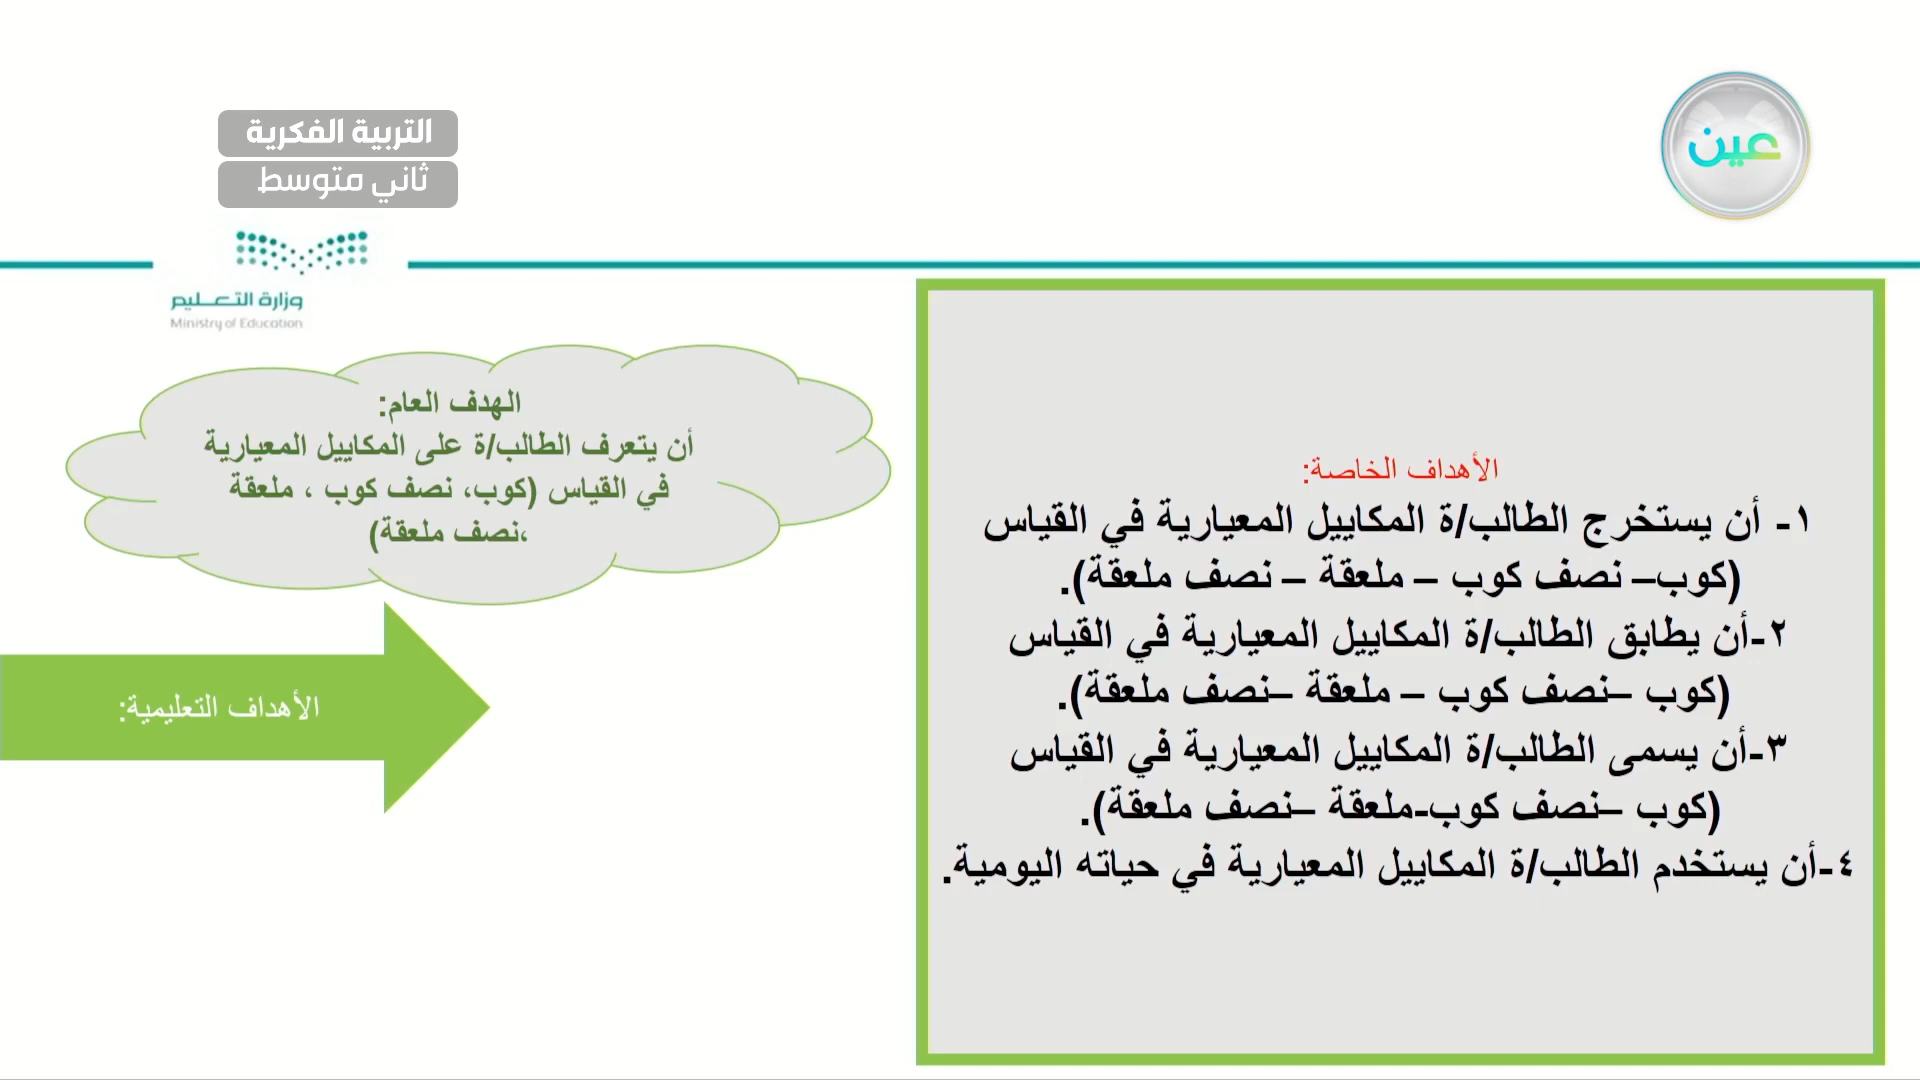 التربية الفكرية
ثاني متوسط
عين
وزارة التعليم
Ministry of Education
الهدف العام:
أن يتعرف الطالب/ة على المكاييل المعيارية
في القياس (كوب، نصف كوب ، ملعقة
،نصف ملعقة)
الأهداف التعليمية:
الأهداف الخاصة:
١- أن يستخرج الطالب/ة المكاييل المعيارية في القياس
(كوب– نصف كوب – ملعقة – نصف ملعقة).
٢-أن يطابق الطالب/ة المكاييل المعيارية في القياس
(كوب –نصف كوب – ملعقة –نصف ملعقة).
٣-أن يسمى الطالب/ة المكاييل المعيارية في القياس
(كوب –نصف كوب-ملعقة –نصف ملعقة).
٤-أن يستخدم الطالب/ة المكاييل المعيارية في حياته اليومية.